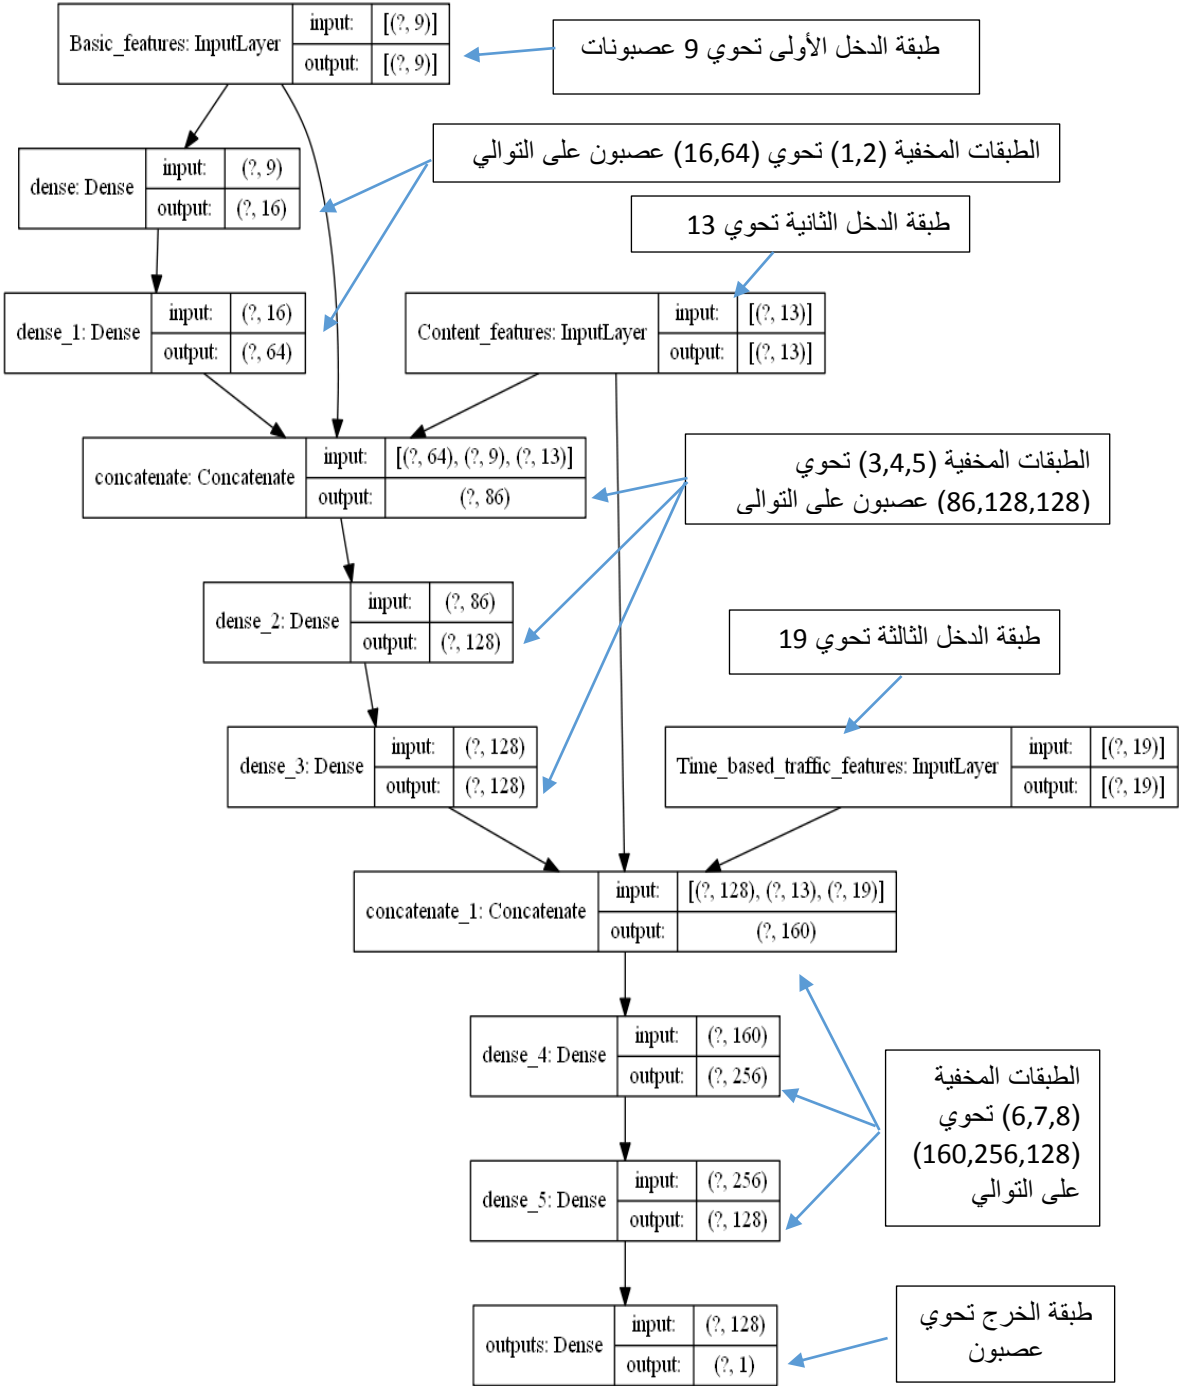 Basic_features: InputLayer
input: [(?, 9)]
output: [(?, 9)]
طبقة الدخل الأولى تحوي 9 عصبونات
dense: Dense
input: (?, 9)
output: (?, 16)
الطبقات المخفية (1,2) تحوي (16,64) عصبون على التوالي
طبقة الدخل الثانية تحوي 13
dense_1: Dense
input: (?, 16)
output: (?, 64)
Content_features: InputLayer
input: [(?, 13)]
output: [(?, 13)]
concatenate: Concatenate
input: [(?, 64), (?, 9), (?, 13)]
output: (?, 86)
الطبقات المخفية (3,4,5) تحوي
(86,128,128) عصبون على التوالى
dense_2: Dense
input: (?, 86)
output: (?, 128)
طبقة الدخل الثالثة تحوي 19
dense_3: Dense
input: (?, 128)
output: (?, 128)
Time_based_traffic_features: InputLayer
input: [(?, 19)]
output: [(?, 19)]
concatenate_1: Concatenate
input: [(?, 128), (?, 13), (?, 19)]
output: (?, 160)
dense_4: Dense
input: (?, 160)
output: (?, 256)
الطبقات المخفية
(6,7,8) تحوي
(160,256,128)
على التوالي
dense_5: Dense
input: (?, 256)
output: (?, 128)
outputs: Dense
input: (?, 128)
output: (?, 1)
طبقة الخرج تحوي
عصبون